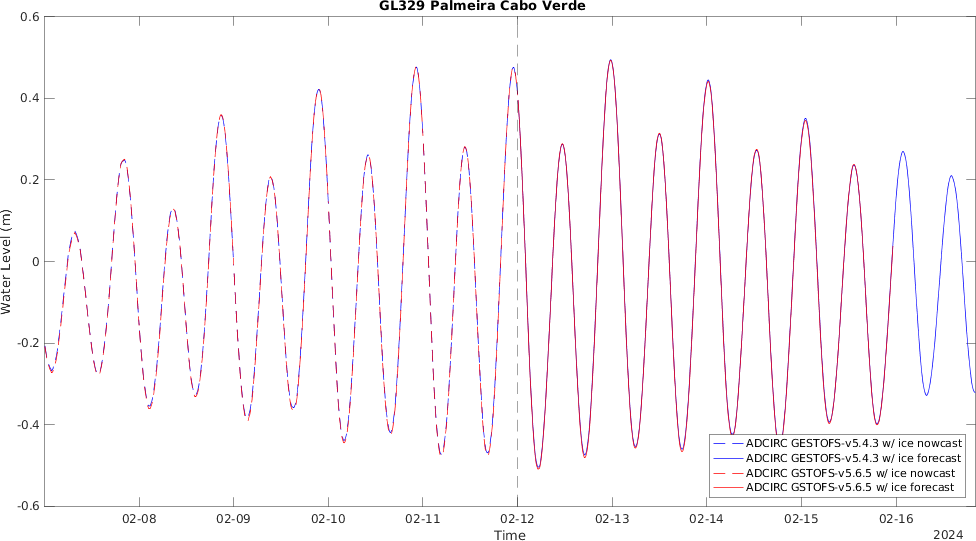 GL329 Palmeira Cabo Verde
0.6
0.4
0.2
0
-0.2
-0.4
-0.6
Water Level (m)
ADCIRC GESTOFS-v5.4.3 w/ ice nowcast
ADCIRC GESTOFS-v5.4.3 w/ ice forecast
ADCIRC GSTOFS-v5.6.5 w/ ice nowcast
ADCIRC GSTOFS-v5.6.5 w/ ice forecast
02-08 02-09 02-10 02-11 02-12 02-13 02-14 02-15 02-16
Time
2024